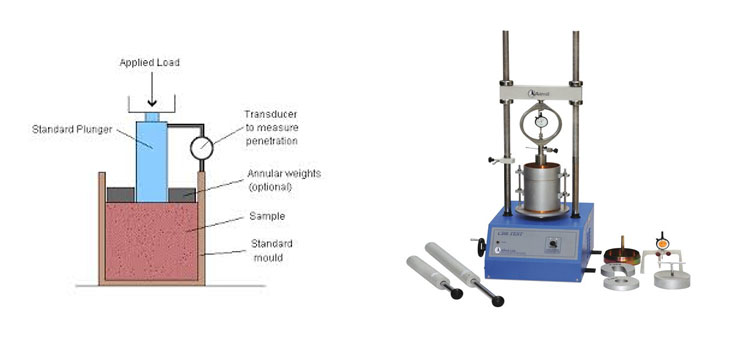 Applied Load
Standard Plunger
Transducer
to measure
penetration
Annular weights
(optional)
Sample
Standard
mould